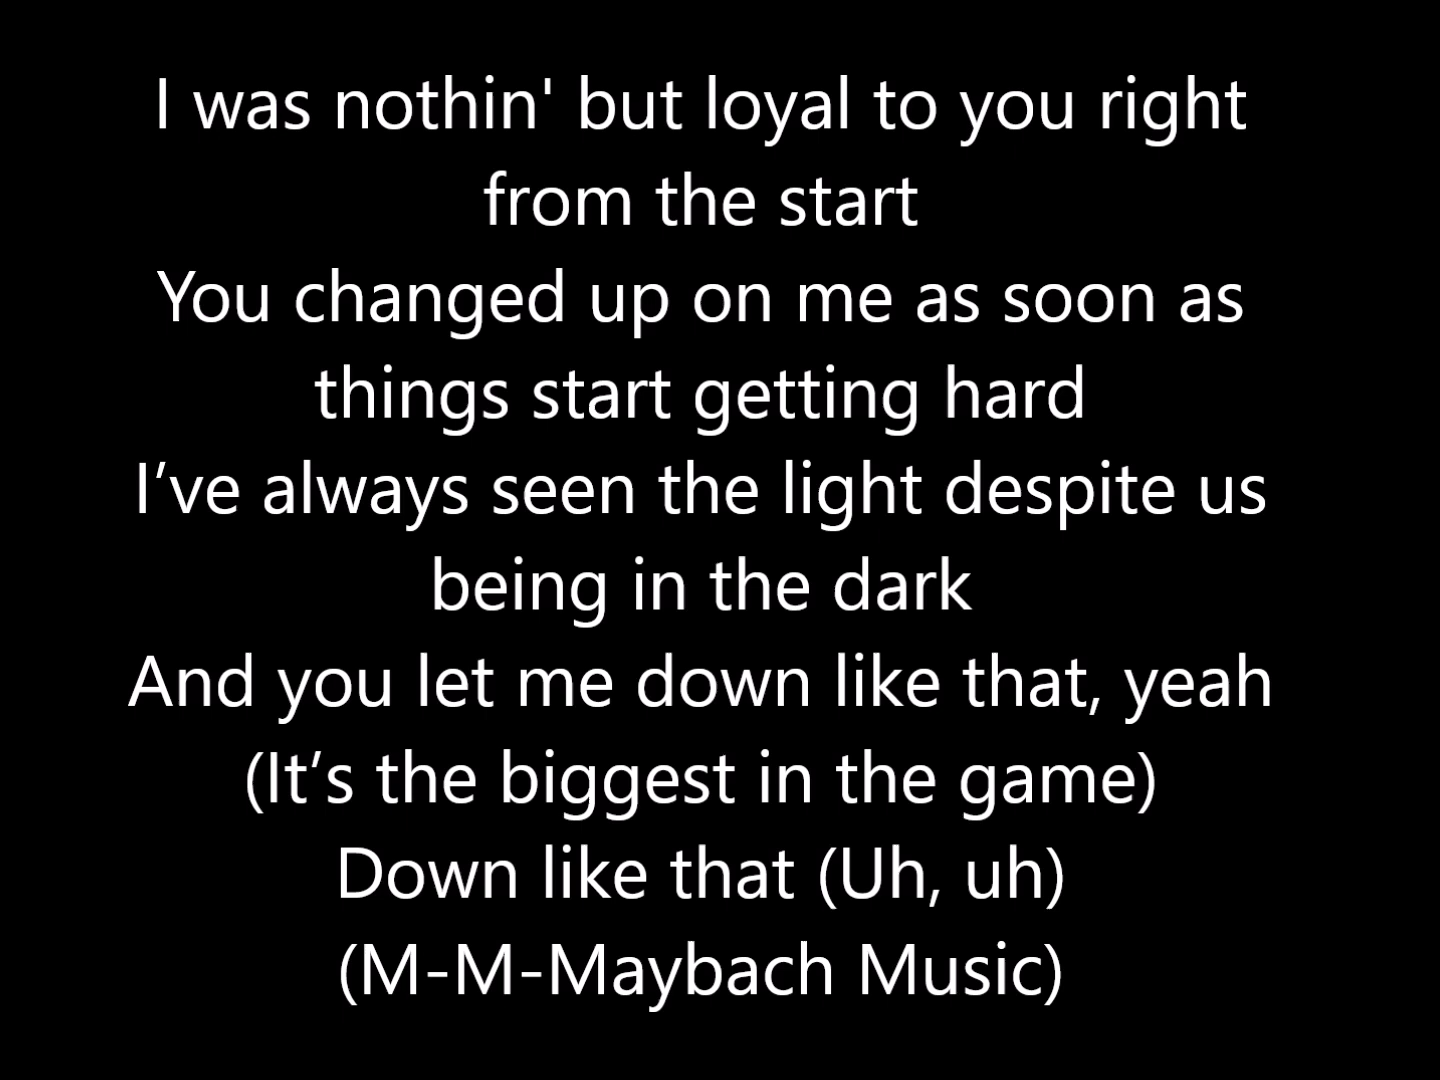 I was nothin' but loyal to you right
from the start
You changed up on me as soon as
things start getting hard
I’ve always seen the light despite us
being in the dark
And you let me down like that, yeah
(It’s the biggest in the game)
Down like that (Uh, uh)
(M-M-Maybach Music)